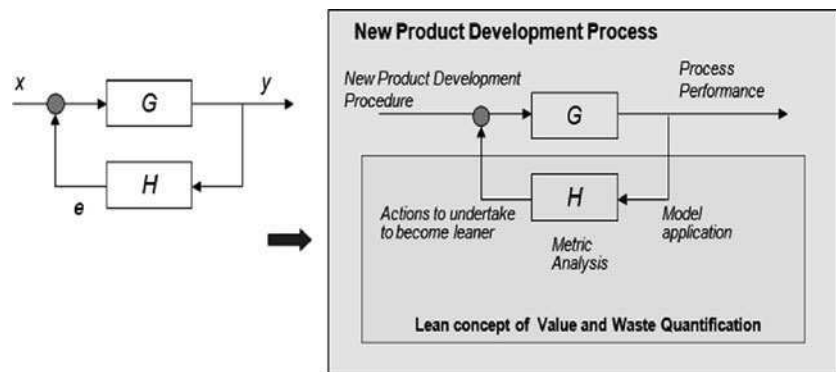 x
G
y
H
e
New Product Development Process
New Product Development
Procedure
Process
Performance
G
H
Actions to undertake
to become leaner
Metric
Analysis
Model
application
Lean concept of Value and Waste Quantification